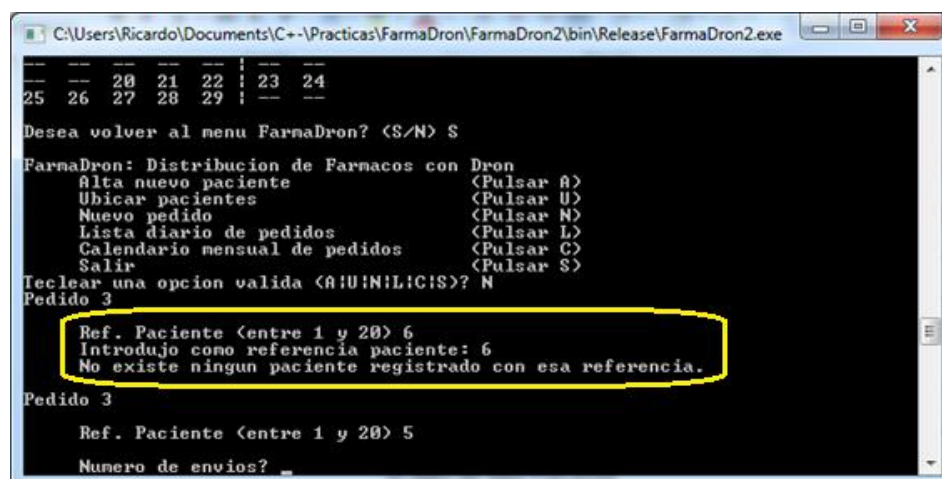 C:\Users\Ricardo\Documents\C+-\Practicas\FarmaDron\FarmaDron2\bin\Release\FarmaDron2.exe
-- -- -- -- -- ¦ -- --
-- -- 20 21 22 ¦ 23 24
25 26 27 28 29 ¦ -- --
Desea volver al menu FarmaDron? (S/N) S
FarmaDron: Distribucion de Farmacos con Dron
Alta nuevo paciente (Pulsar A)
Ubicar pacientes (Pulsar U)
Nuevo pedido (Pulsar N)
Lista diario de pedidos (Pulsar L)
Calendario mensual de pedidos (Pulsar C)
Salir (Pulsar S)
Teclear una opcion valida (A¦U¦N¦L¦C¦S)? N
Pedido 3
Ref. Paciente (entre 1 y 20) 6
Introdujo como referencia paciente: 6
No existe ningun paciente registrado con esa referencia.
Pedido 3
Ref. Paciente (entre 1 y 20) 5
Numero de envios? _